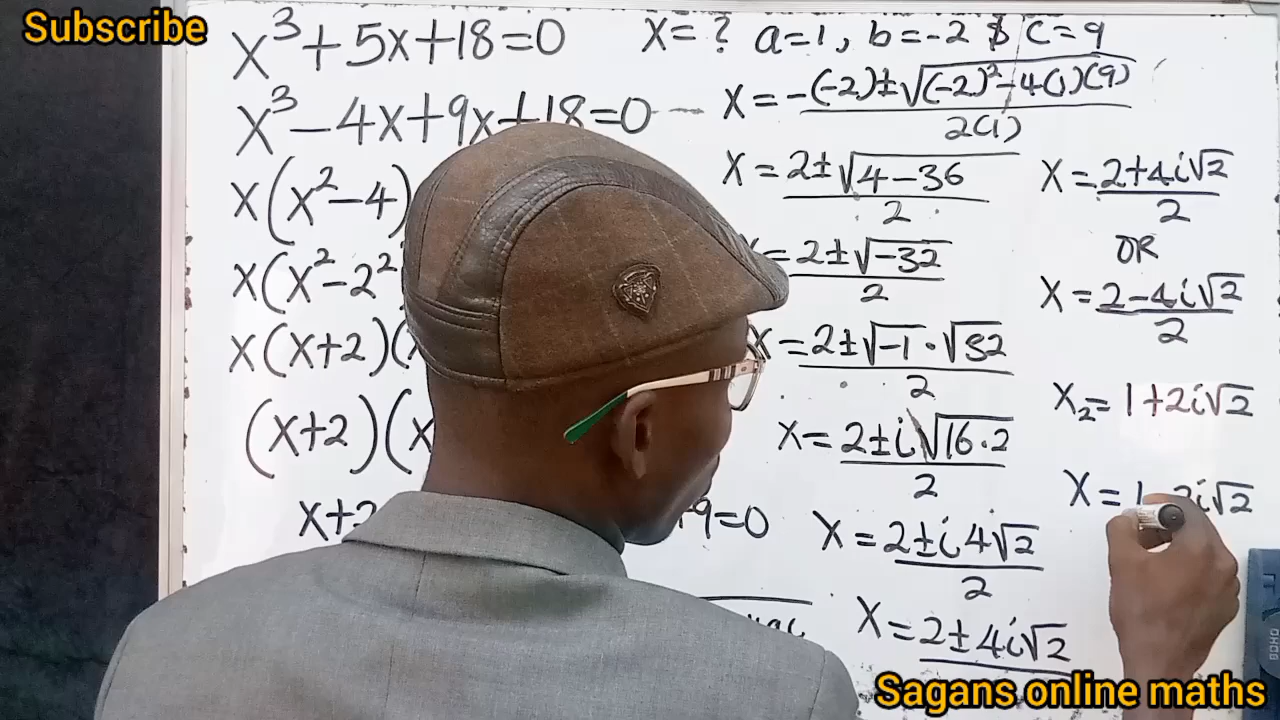 Subscribe
x³+5x+18=0
x³-4x+9x+18=0
x(x²-4)
x(x²-2²
x(x+2)(
(x+2)(x
x+2
+9=0
x=? a=1, b=-2 & c=9
x=-(-2)±√(-2)²-4(1)(9)
2(1)
x=2±√4-36
2
=2±√-32
2
x=2±√-1·√32
2
x=2±i√16·2
2
x=2±i4√2
2
x=2±4i√2
x=2+4i√2
2
OR
x=2-4i√2
2
x₂=1+2i√2
x=1-2i√2
Sagans online maths